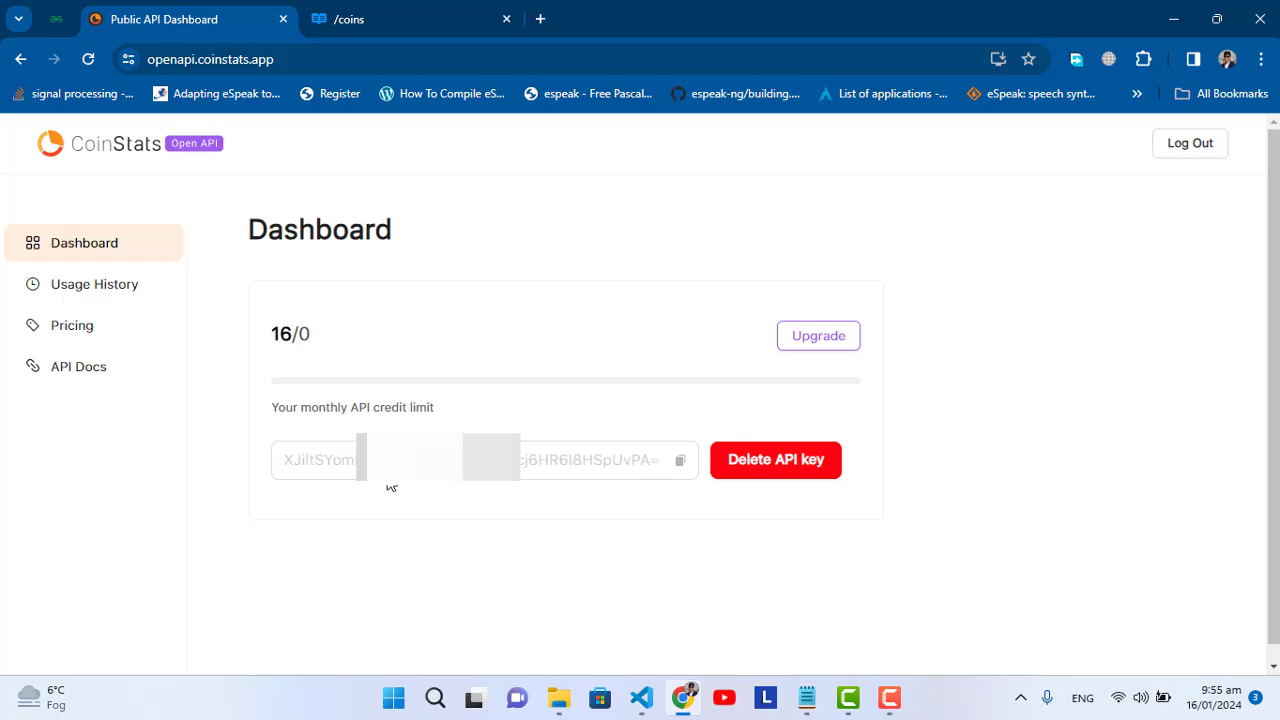 Public API Dashboard
/coins
openapi.coinstats.app
signal processing -...
Adapting eSpeak to...
Register
How To Compile eS...
espeak - Free Pascal...
espeak-ng/building....
List of applications -...
eSpeak: speech synt...
»
All Bookmarks
CoinStats Open API
Log Out
Dashboard
Usage History
Pricing
API Docs
Dashboard
16/0
Upgrade
Your monthly API credit limit
Delete API key
6°C
Fog
L
ENG
9:55 am
16/01/2024
3